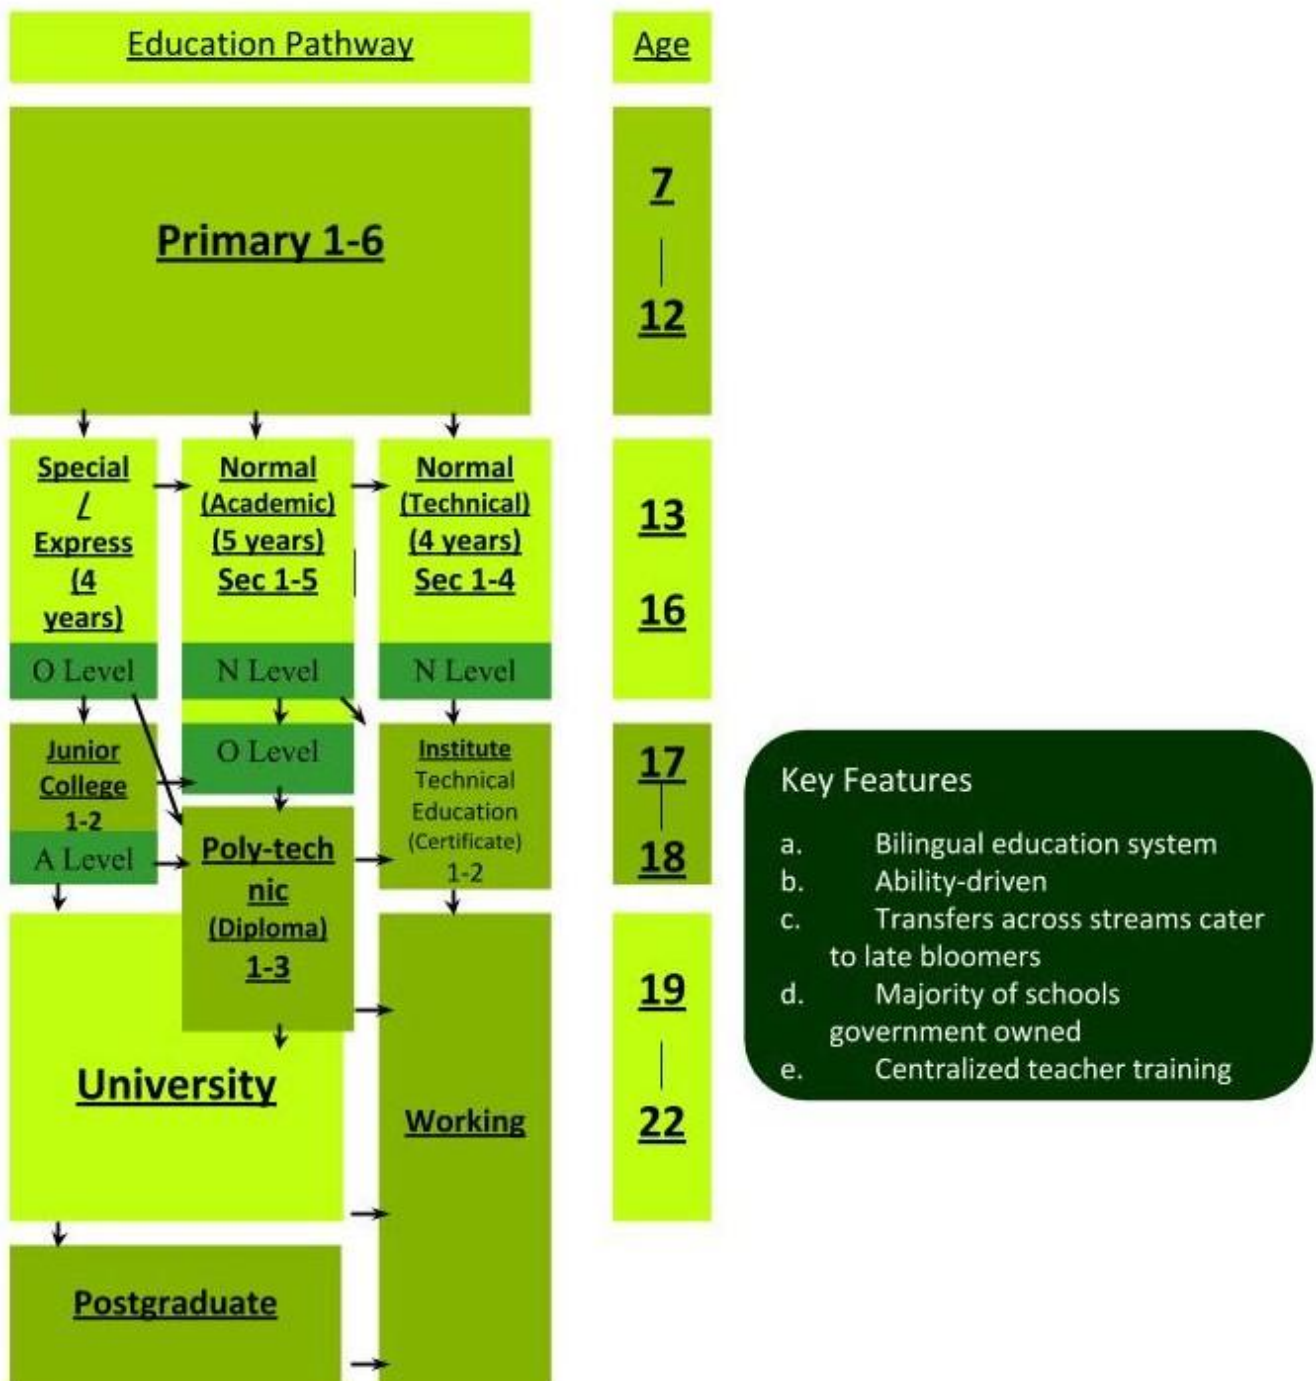 Education Pathway
Age
Primary 1-6
7
12
Special
/
Express
(4
years)
O Level
Normal
(Academic)
(5 years)
Sec 1-5
N Level
Normal
(Technical)
(4 years)
Sec 1-4
N Level
13
16
Junior
College
1-2
A Level
O Level
Poly-tech
nic
(Diploma)
1-3
Institute
Technical
Education
(Certificate)
1-2
17
18
University
Working
19
22
Postgraduate
Key Features
a. Bilingual education system
b. Ability-driven
c. Transfers across streams cater
to late bloomers
d. Majority of schools
government owned
e. Centralized teacher training